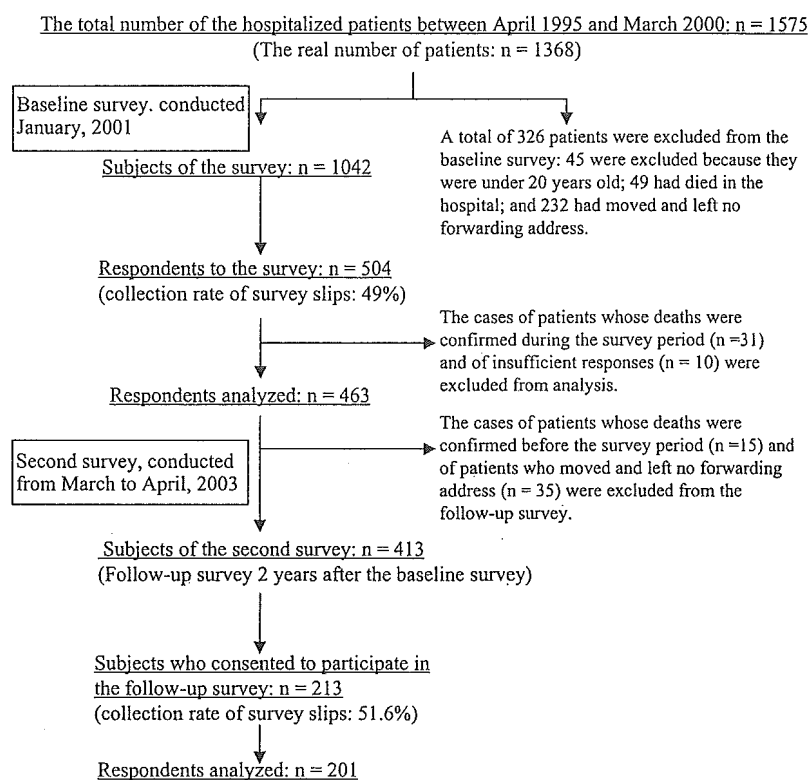 The total number of the hospitalized patients between April 1995 and March 2000: n = 1575
(The real number of patients: n = 1368)
Baseline survey. conducted
January, 2001
Subjects of the survey: n = 1042
A total of 326 patients were excluded from the
baseline survey: 45 were excluded because they
were under 20 years old; 49 had died in the
hospital; and 232 had moved and left no
forwarding address.
Respondents to the survey: n = 504
(collection rate of survey slips: 49%)
The cases of patients whose deaths were
confirmed during the survey period (n =31)
and of insufficient responses (n = 10) were
excluded from analysis.
Respondents analyzed: n = 463
The cases of patients whose deaths were
confirmed before the survey period (n =15) and
of patients who moved and left no forwarding
address (n = 35) were excluded from the
follow-up survey.
Second survey, conducted
from March to April, 2003
Subjects of the second survey: n = 413
(Follow-up survey 2 years after the baseline survey)
Subjects who consented to participate in
the follow-up survey: n = 213
(collection rate of survey slips: 51.6%)
Respondents analyzed: n = 201